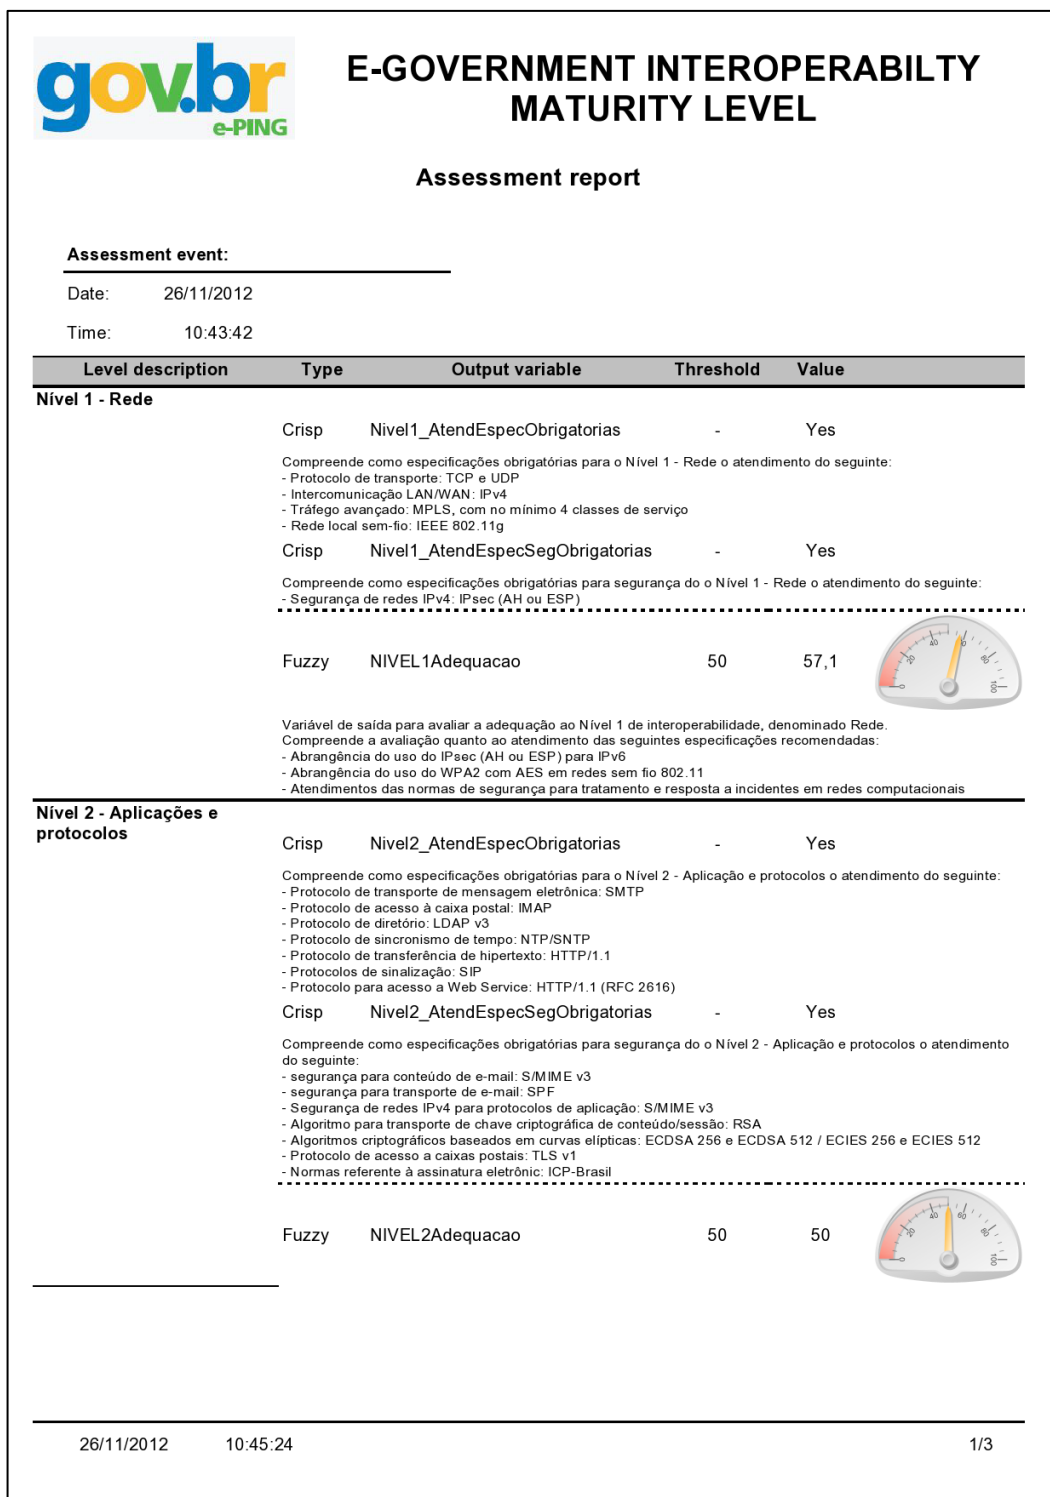 gov.br
e-PING
E-GOVERNMENT INTEROPERABILTY
MATURITY LEVEL
Assessment report
Assessment event:
Date: 26/11/2012
Time: 10:43:42
Level description Type Output variable Threshold Value
Nível 1 - Rede
Crisp Nivel1_AtendEspecObrigatorias - Yes
Compreende como especificações obrigatórias para o Nível 1 - Rede o atendimento do seguinte:
- Protocolo de transporte: TCP e UDP
- Intercomunicação LAN/WAN: IPv4
- Tráfego avançado: MPLS, com no mínimo 4 classes de serviço
- Rede local sem-fio: IEEE 802.11g
Crisp Nivel1_AtendEspecSegObrigatorias - Yes
Compreende como especificações obrigatórias para segurança do o Nível 1 - Rede o atendimento do seguinte:
- Segurança de redes IPv4: IPsec (AH ou ESP)
Fuzzy NIVEL1Adequacao 50 57,1
0 20 40 60 80 100
Variável de saída para avaliar a adequação ao Nível 1 de interoperabilidade, denominado Rede.
Compreende a avaliação quanto ao atendimento das seguintes especificações recomendadas:
- Abrangência do uso do IPsec (AH ou ESP) para IPv6
- Abrangência do uso do WPA2 com AES em redes sem fio 802.11
- Atendimentos das normas de segurança para tratamento e resposta a incidentes em redes computacionais
Nível 2 - Aplicações e
protocolos
Crisp Nivel2_AtendEspecObrigatorias - Yes
Compreende como especificações obrigatórias para o Nível 2 - Aplicação e protocolos o atendimento do seguinte:
- Protocolo de transporte de mensagem eletrônica: SMTP
- Protocolo de acesso à caixa postal: IMAP
- Protocolo de diretório: LDAP v3
- Protocolo de sincronismo de tempo: NTP/SNTP
- Protocolo de transferência de hipertexto: HTTP/1.1
- Protocolos de sinalização: SIP
- Protocolo para acesso a Web Service: HTTP/1.1 (RFC 2616)
Crisp Nivel2_AtendEspecSegObrigatorias - Yes
Compreende como especificações obrigatórias para segurança do o Nível 2 - Aplicação e protocolos o atendimento
do seguinte:
- segurança para conteúdo de e-mail: S/MIME v3
- segurança para transporte de e-mail: SPF
- Segurança de redes IPv4 para protocolos de aplicação: S/MIME v3
- Algoritmo para transporte de chave criptográfica de conteúdo/sessão: RSA
- Algoritmos criptográficos baseados em curvas elípticas: ECDSA 256 e ECDSA 512 / ECIES 256 e ECIES 512
- Protocolo de acesso a caixas postais: TLS v1
- Normas referente à assinatura eletrônic: ICP-Brasil
Fuzzy NIVEL2Adequacao 50 50
0 20 40 60 80 100
26/11/2012 10:45:24 1/3